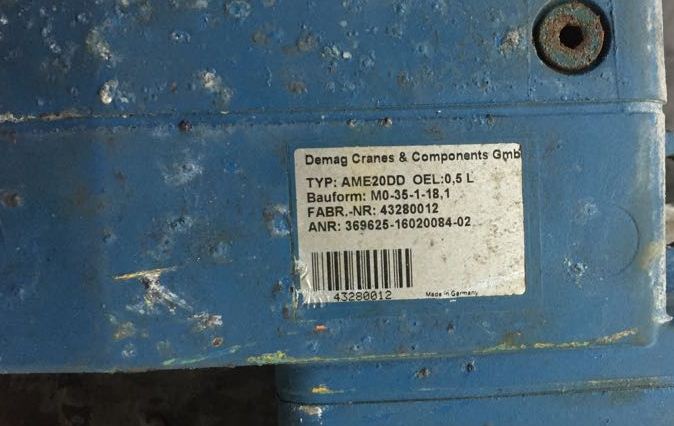 Demag Cranes & Components Gmb
TYP: AME20DD OEL:0,5 L
Bauform: M0-35-1-18,1
FABR.-NR: 43280012
ANR: 369625-16020084-02
43280012
Made in Germany